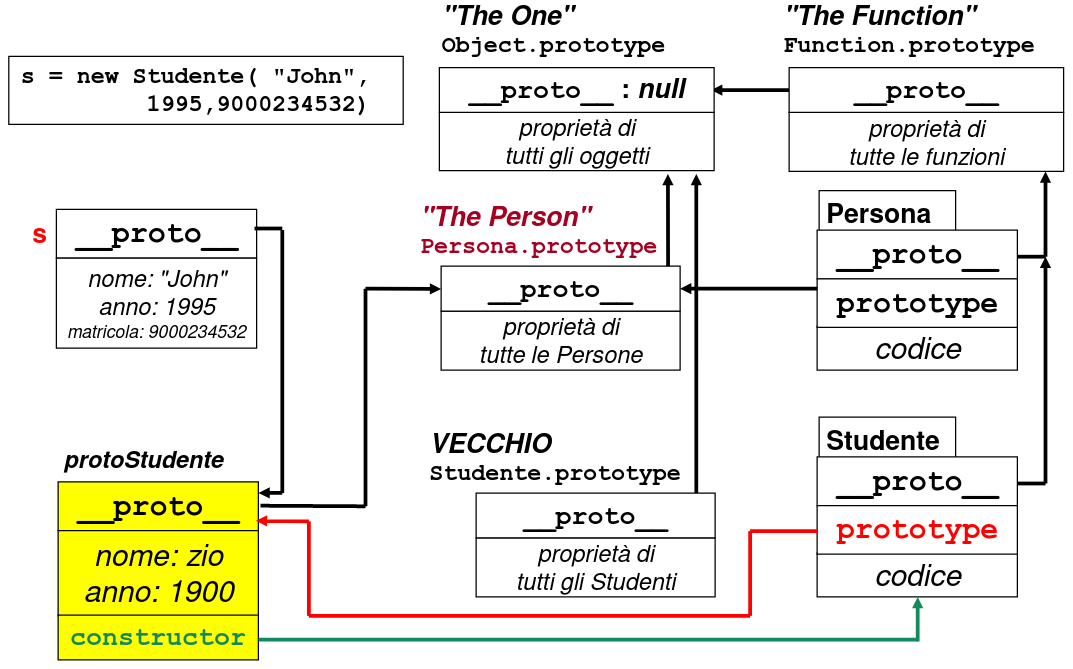 "The One"
Object.prototype
"The Function"
Function.prototype
s = new Studente( "John",
1995,9000234532)
__proto__ : null
proprietà di
tutti gli oggetti
__proto__
proprietà di
tutte le funzioni
s
__proto__
nome: "John"
anno: 1995
matricola: 9000234532
"The Person"
Persona.prototype
__proto__
proprietà di
tutte le Persone
Persona
__proto__
prototype
codice
protoStudente
__proto__
nome: zio
anno: 1900
constructor
VECCHIO
Studente.prototype
__proto__
proprietà di
tutti gli Studenti
Studente
__proto__
prototype
codice